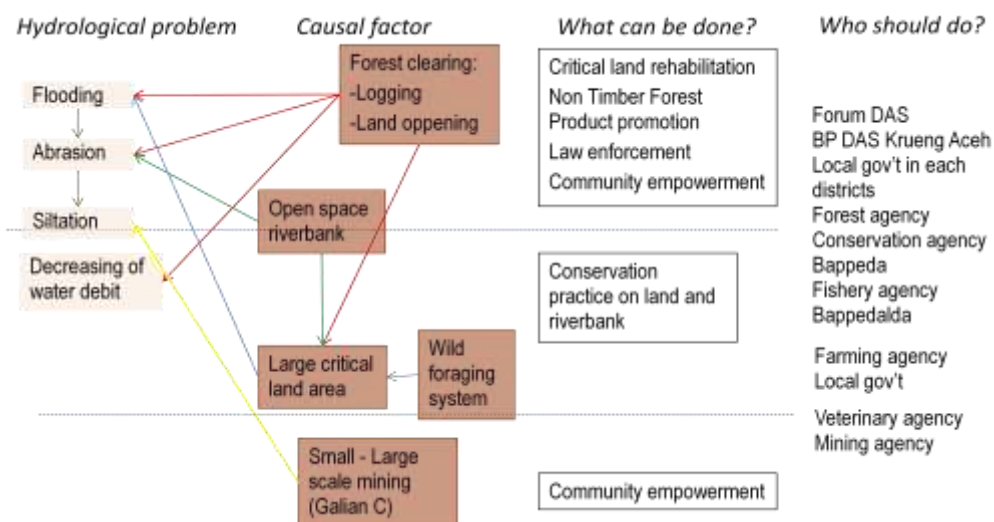 Hydrological problem
Causal factor
What can be done?
Who should do?
Flooding
Abrasion
Siltation
Decreasing of
water debit
Forest clearing:
-Logging
-Land oppening
Open space
riverbank
Large critical
land area
Wild
foraging
system
Small - Large
scale mining
(Galian C)
Critical land rehabilitation
Non Timber Forest
Product promotion
Law enforcement
Community empowerment
Conservation
practice on land and
riverbank
Community empowerment
Forum DAS
BP DAS Krueng Aceh
Local gov't in each
districts
Forest agency
Conservation agency
Bappeda
Fishery agency
Bappedalda
Farming agency
Local gov't
Veterinary agency
Mining agency